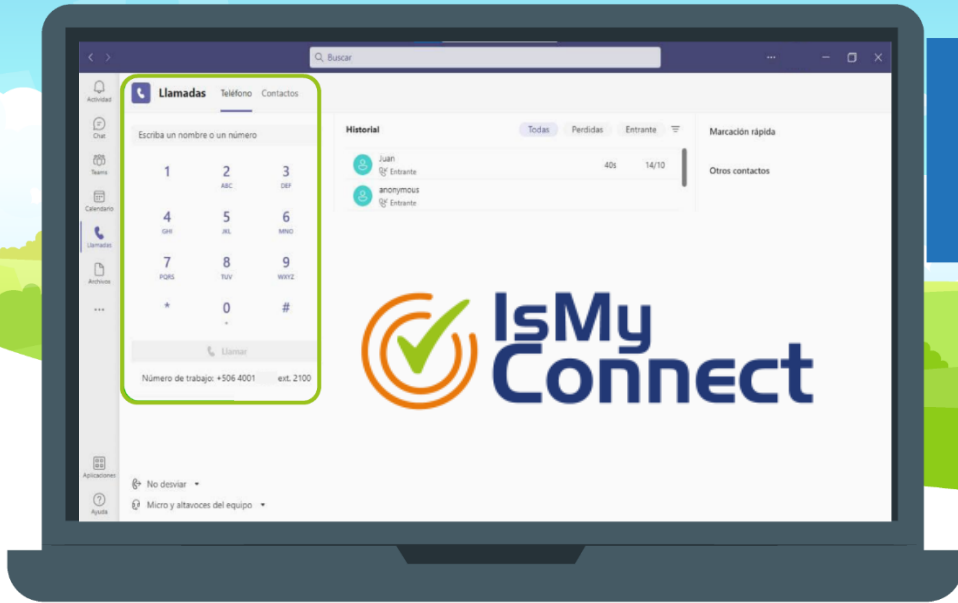 Buscar
Actividad
Chat
Teams
Calendario
Llamadas
Archivos
Aplicaciones
Ayuda
Llamadas Teléfono Contactos
Escriba un nombre o un número
1 2 3
ABC DEF
4 5 6
GHI JKL MNO
7 8 9
PQRS TUV WXYZ
* 0 #
+
Llamar
Número de trabajo: +506 4001 ext. 2100
No desviar
Micro y altavoces del equipo
Historial Todas Perdidas Entrante
Juan
Entrante 40s 14/10
anonymous
Entrante
Marcación rápida
Otros contactos
IsMy
Connect